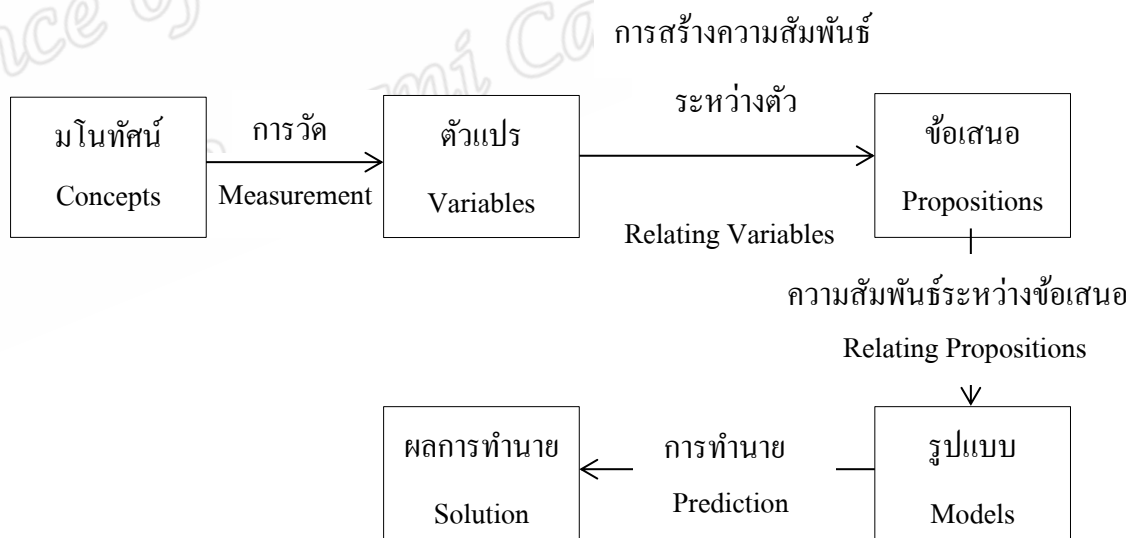 การสร้างความสัมพันธ์
ระหว่างตัว
มโนทัศน์
Concepts
การวัด
Measurement
ตัวแปร
Variables
Relating Variables
ข้อเสนอ
Propositions
ความสัมพันธ์ระหว่างข้อเสนอ
Relating Propositions
รูปแบบ
Models
การทำนาย
Prediction
ผลการทำนาย
Solution